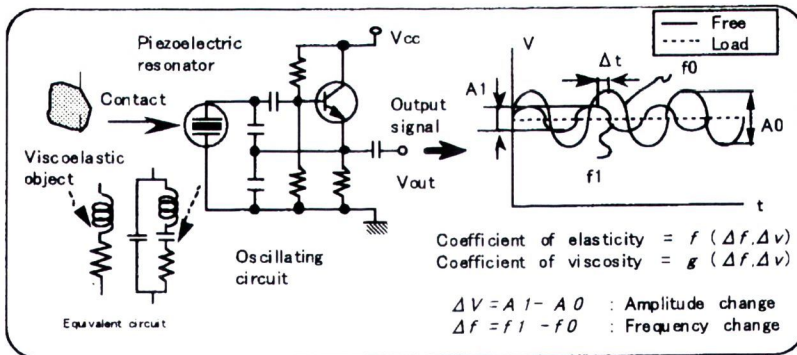 Piezoelectric
resonator
Contact
Viscoelastic
object
Equivalent circuit
Vcc
Output
signal
Vout
Oscillating
circuit
Free
Load
V
Δt
f0
A1
A0
f1
t
Coefficient of elasticity = f (Δf,Δv)
Coefficient of viscosity = g (Δf,Δv)
ΔV=A1-A0 : Amplitude change
Δf=f1-f0 : Frequency change